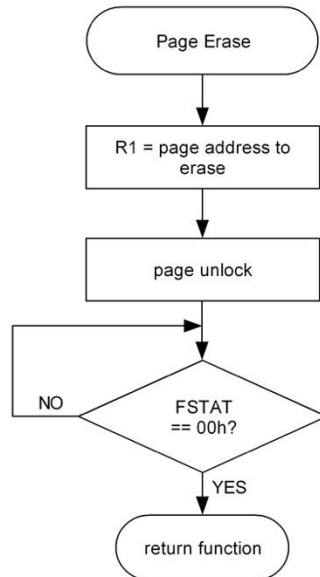 Page Erase
R1 = page address to
erase
page unlock
FSTAT
== 00h?
NO
YES
return function